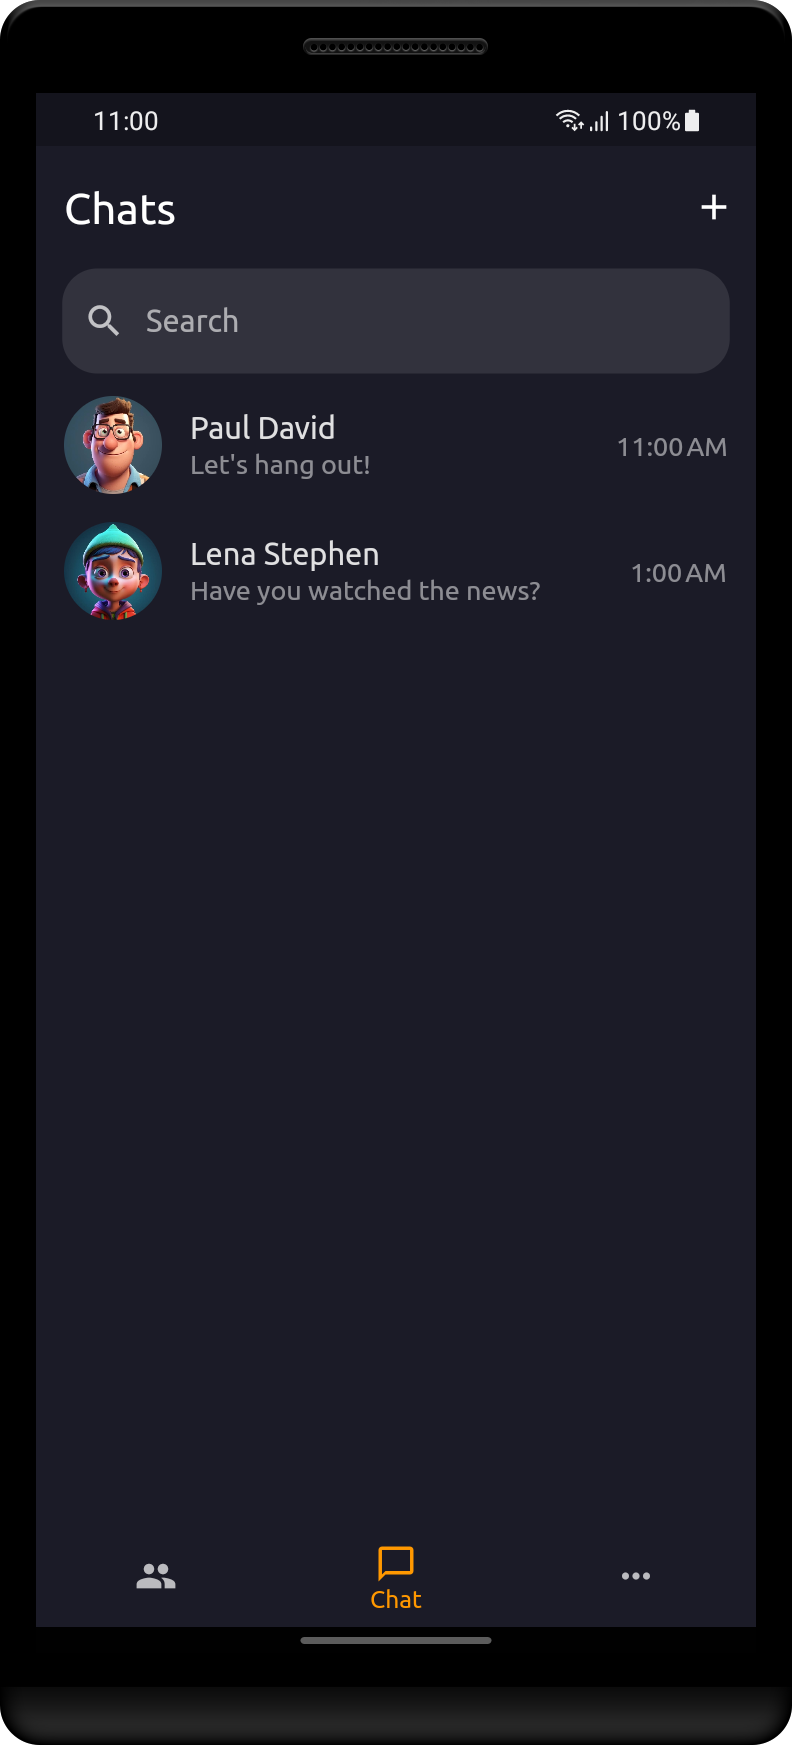 11:00 100%
Chats +
Search
Paul David
Let's hang out!
11:00 AM
Lena Stephen
Have you watched the news?
1:00 AM
Chat